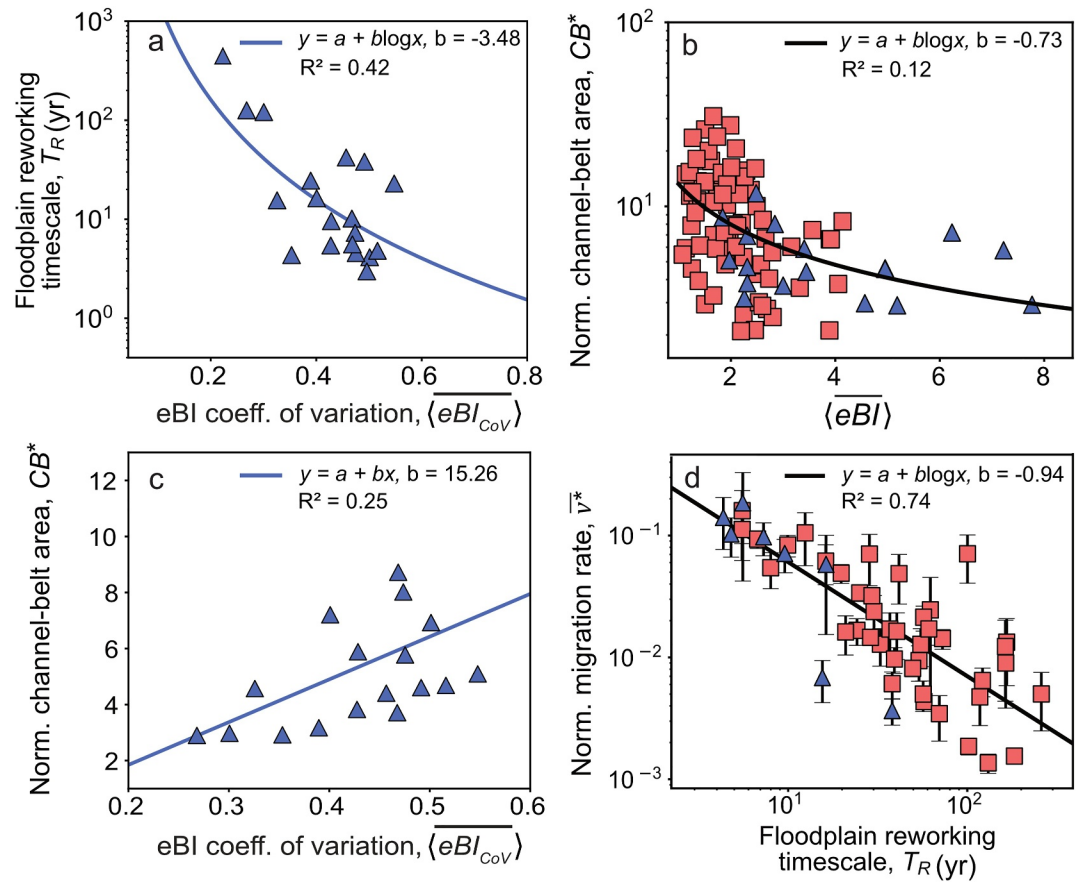 a
y = a + blogx, b = -3.48
R² = 0.42
Floodplain reworking
timescale, T̅_R (yr)
10³
10²
10¹
10⁰
0.2 0.4 0.6 0.8
eBI coeff. of variation, ⟨eBI_CoV⟩
b
y = a + blogx, b = -0.73
R² = 0.12
Norm. channel-belt area, CB*
10²
10¹
2 4 6 8
⟨eBI⟩
c
y = a + bx, b = 15.26
R² = 0.25
Norm. channel-belt area, CB*
12
10
8
6
4
2
0.2 0.3 0.4 0.5 0.6
eBI coeff. of variation, ⟨eBI_CoV⟩
d
y = a + blogx, b = -0.94
R² = 0.74
Norm. migration rate, v̅*
10⁻¹
10⁻²
10⁻³
10¹ 10²
Floodplain reworking
timescale, T̅_R (yr)